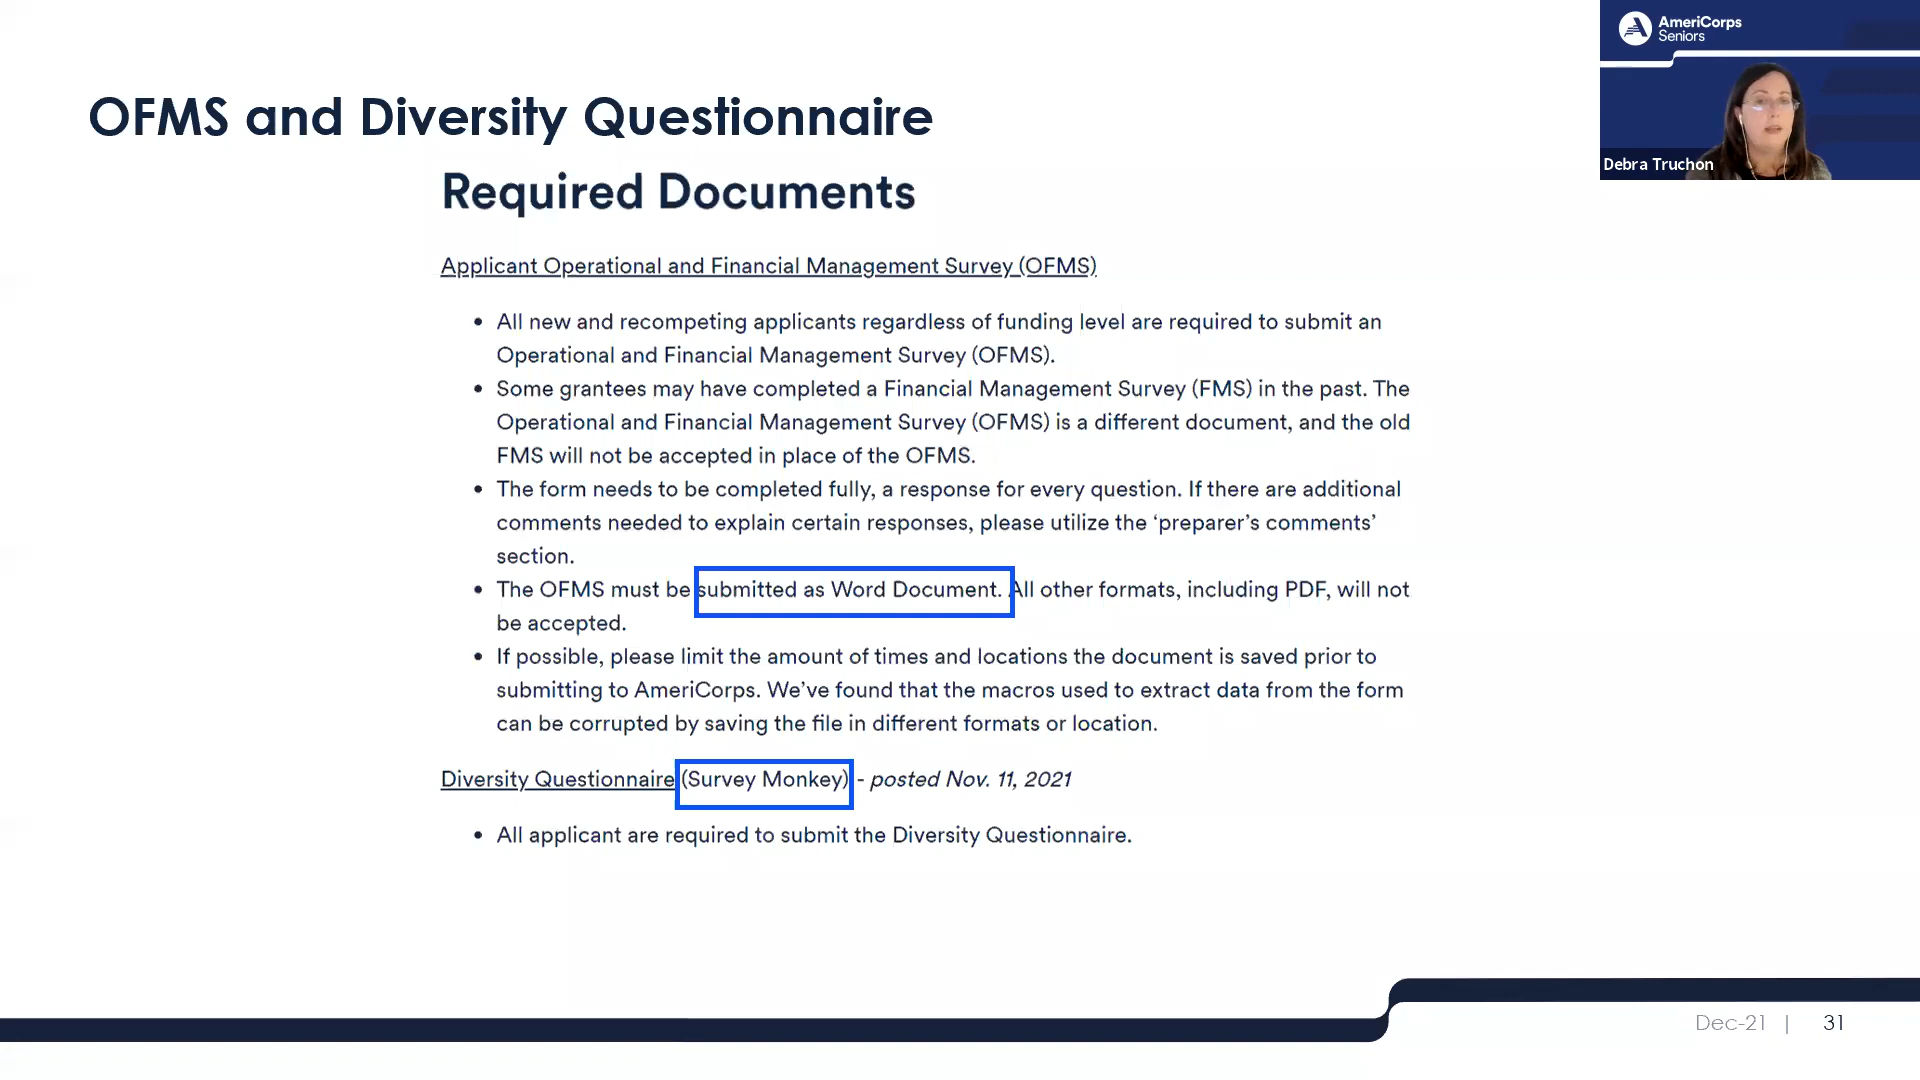 AmeriCorps
Seniors
Debra Truchon
OFMS and Diversity Questionnaire
Required Documents
Applicant Operational and Financial Management Survey (OFMS)
• All new and recompeting applicants regardless of funding level are required to submit an
Operational and Financial Management Survey (OFMS).
• Some grantees may have completed a Financial Management Survey (FMS) in the past. The
Operational and Financial Management Survey (OFMS) is a different document, and the old
FMS will not be accepted in place of the OFMS.
• The form needs to be completed fully, a response for every question. If there are additional
comments needed to explain certain responses, please utilize the ‘preparer’s comments’
section.
• The OFMS must be submitted as Word Document. All other formats, including PDF, will not
be accepted.
• If possible, please limit the amount of times and locations the document is saved prior to
submitting to AmeriCorps. We’ve found that the macros used to extract data from the form
can be corrupted by saving the file in different formats or location.
Diversity Questionnaire (Survey Monkey) - posted Nov. 11, 2021
• All applicant are required to submit the Diversity Questionnaire.
Dec-21 | 31